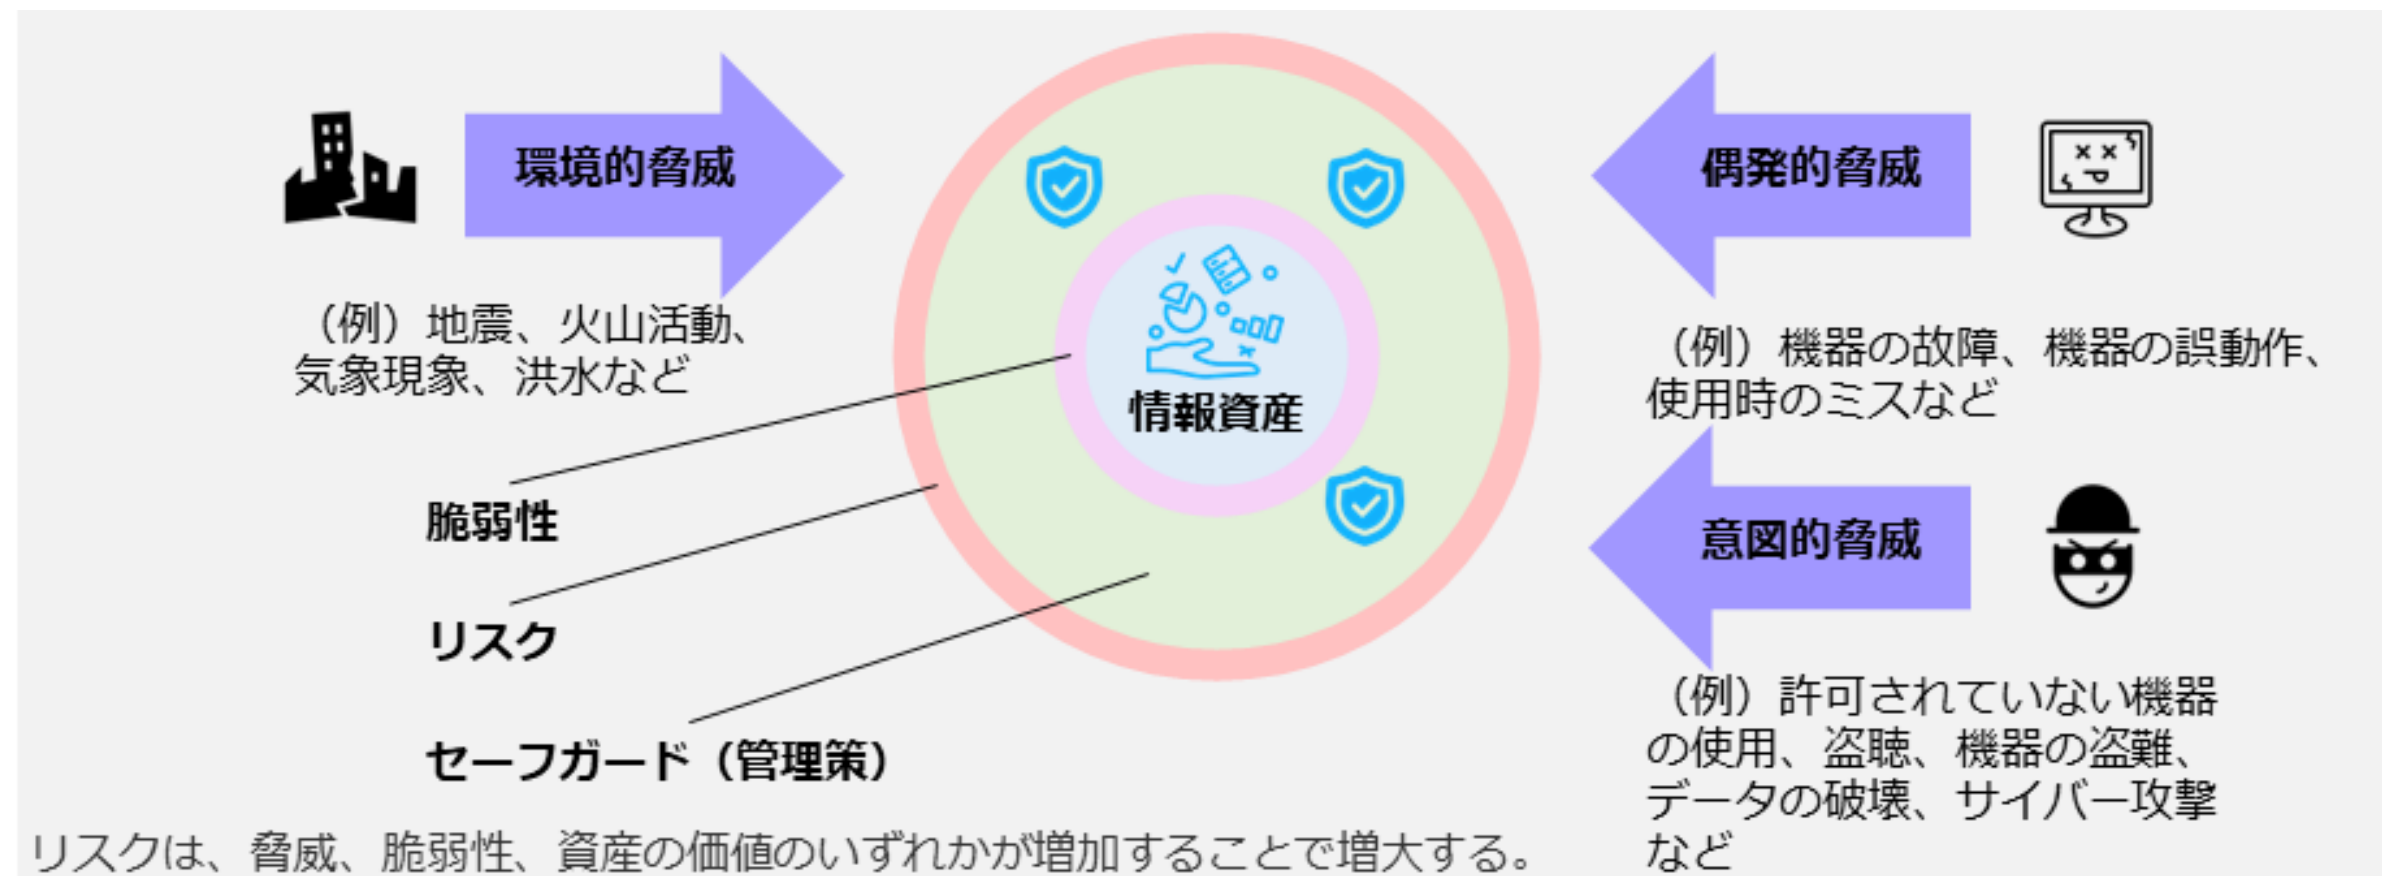 環境的脅威
（例）地震、火山活動、
気象現象、洪水など
情報資産
脆弱性
リスク
セーフガード（管理策）
偶発的脅威
（例）機器の故障、機器の誤動作、
使用時のミスなど
意図的脅威
（例）許可されていない機器
の使用、盗聴、機器の盗難、
データの破壊、サイバー攻撃
など
リスクは、脅威、脆弱性、資産の価値のいずれかが増加することで増大する。